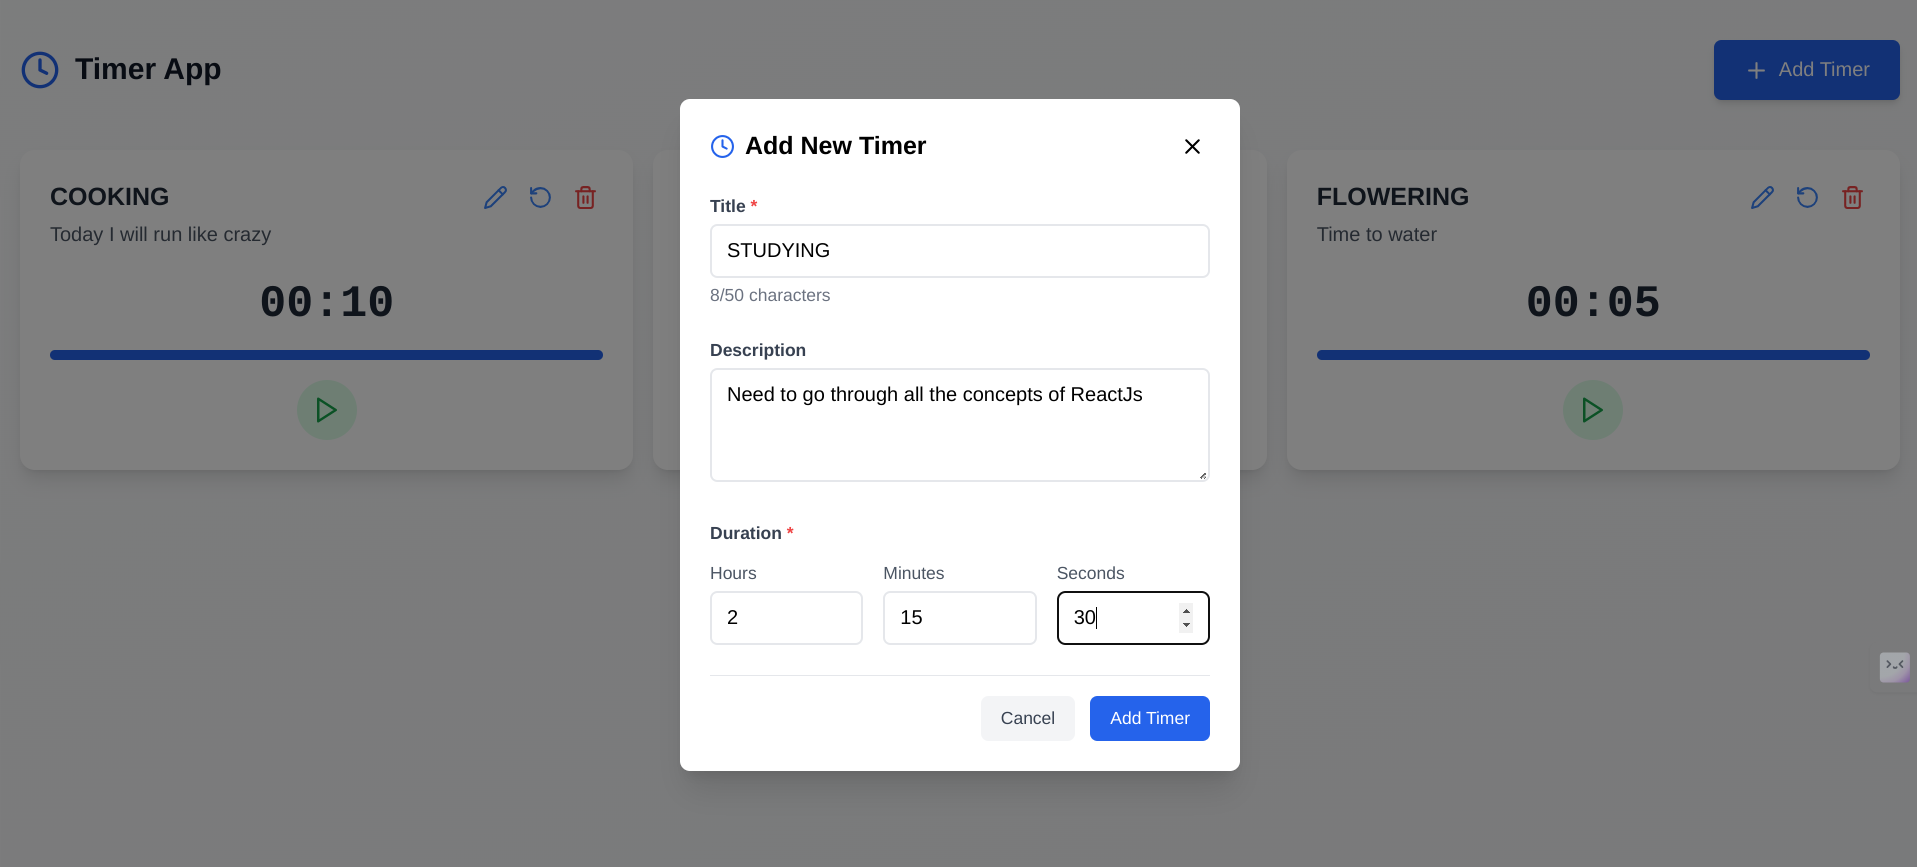 Timer App
Add Timer
COOKING
Today I will run like crazy
00:10
FLOWERING
Time to water
00:05
Add New Timer
Title *
STUDYING
8/50 characters
Description
Need to go through all the concepts of ReactJs
Duration *
Hours
Minutes
Seconds
2
15
30
Cancel
Add Timer